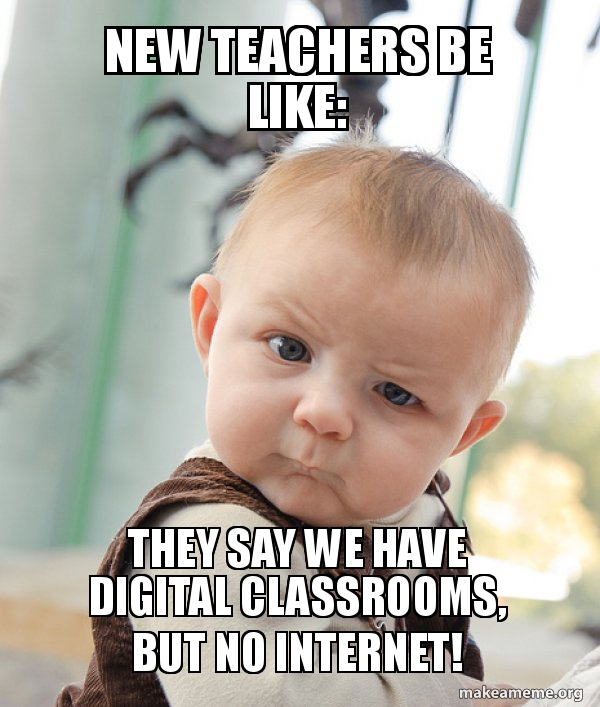 NEW TEACHERS BE
LIKE:
THEY SAY WE HAVE
DIGITAL CLASSROOMS,
BUT NO INTERNET!
makeameme.org